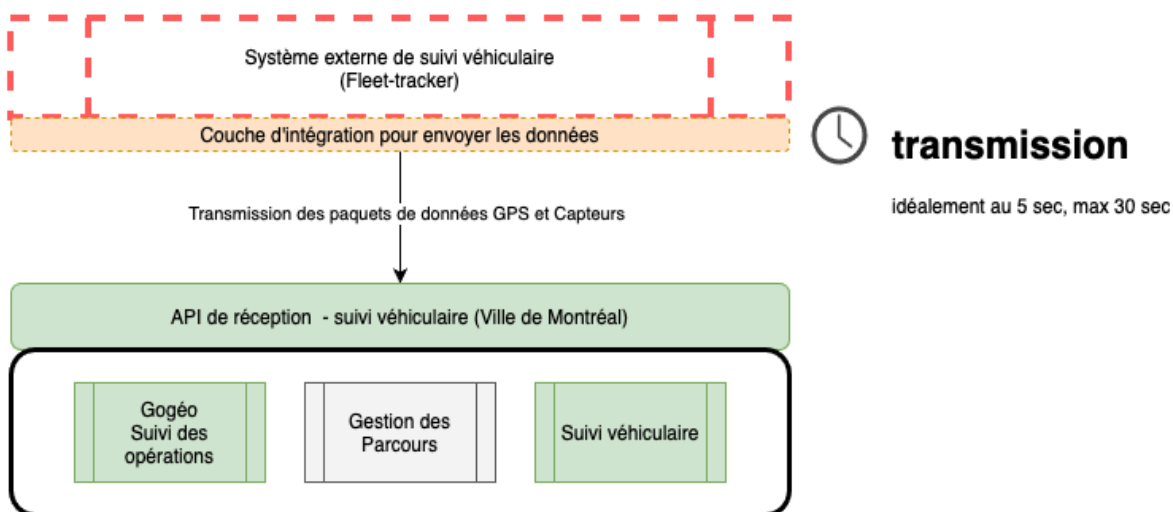 Système externe de suivi véhiculaire
(Fleet-tracker)
Couche d'intégration pour envoyer les données
transmission
Transmission des paquets de données GPS et Capteurs
idéalement au 5 sec, max 30 sec
API de réception - suivi véhiculaire (Ville de Montréal)
Gogéo
Suivi des
opérations
Gestion des
Parcours
Suivi véhiculaire